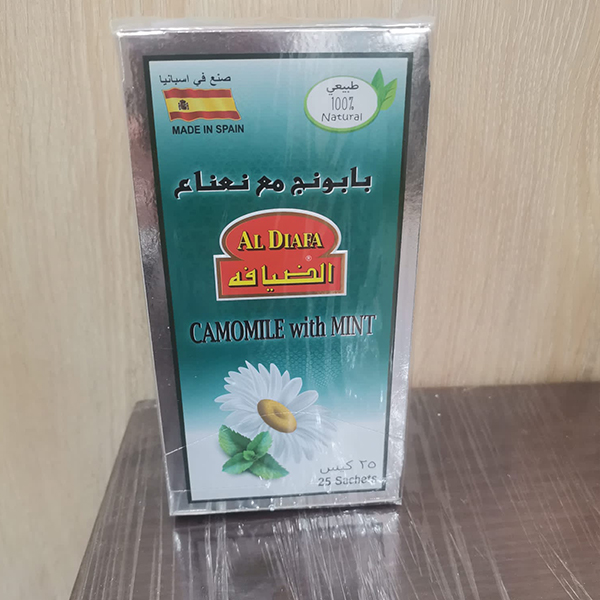 صنع في اسبانيا
MADE IN SPAIN
طبيعي
100%
Natural
بابونج مع نعناع
AL DIAFA
الضيافه
®
CAMOMILE with MINT
٢٥ كيس
25 Sachets